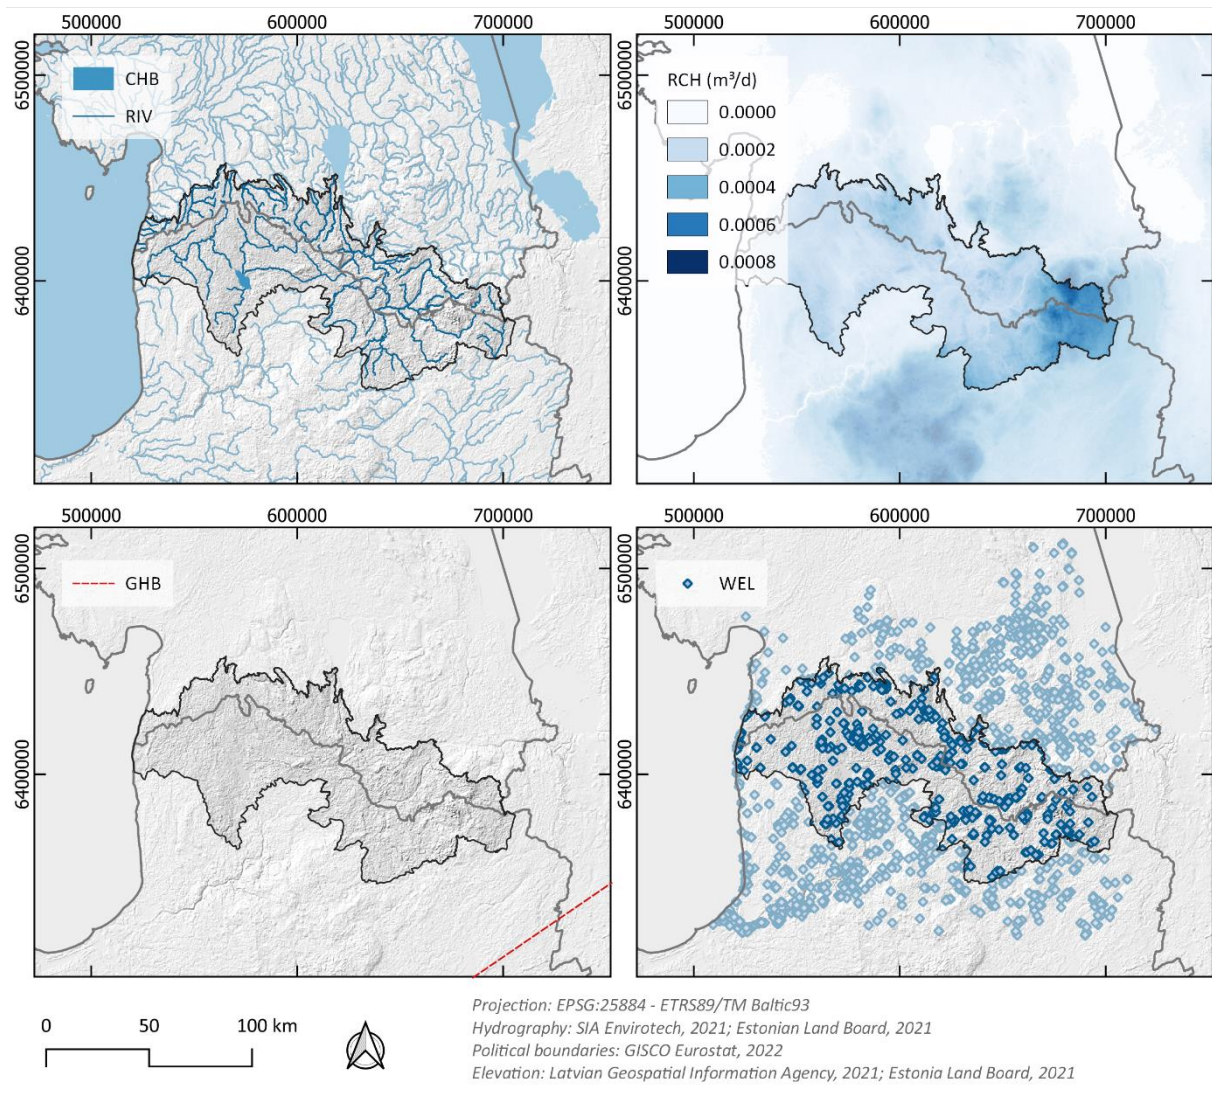 500000 600000 700000
500000 600000 700000
6500000
6400000
CHB
RIV
6500000
6400000
RCH (m³/d)
0.0000
0.0002
0.0004
0.0006
0.0008
500000 600000 700000
500000 600000 700000
6500000
6400000
GHB
6500000
6400000
WEL
0 50 100 km
Projection: EPSG:25884 - ETRS89/TM Baltic93
Hydrography: SIA Envirotech, 2021; Estonian Land Board, 2021
Political boundaries: GISCO Eurostat, 2022
Elevation: Latvian Geospatial Information Agency, 2021; Estonia Land Board, 2021